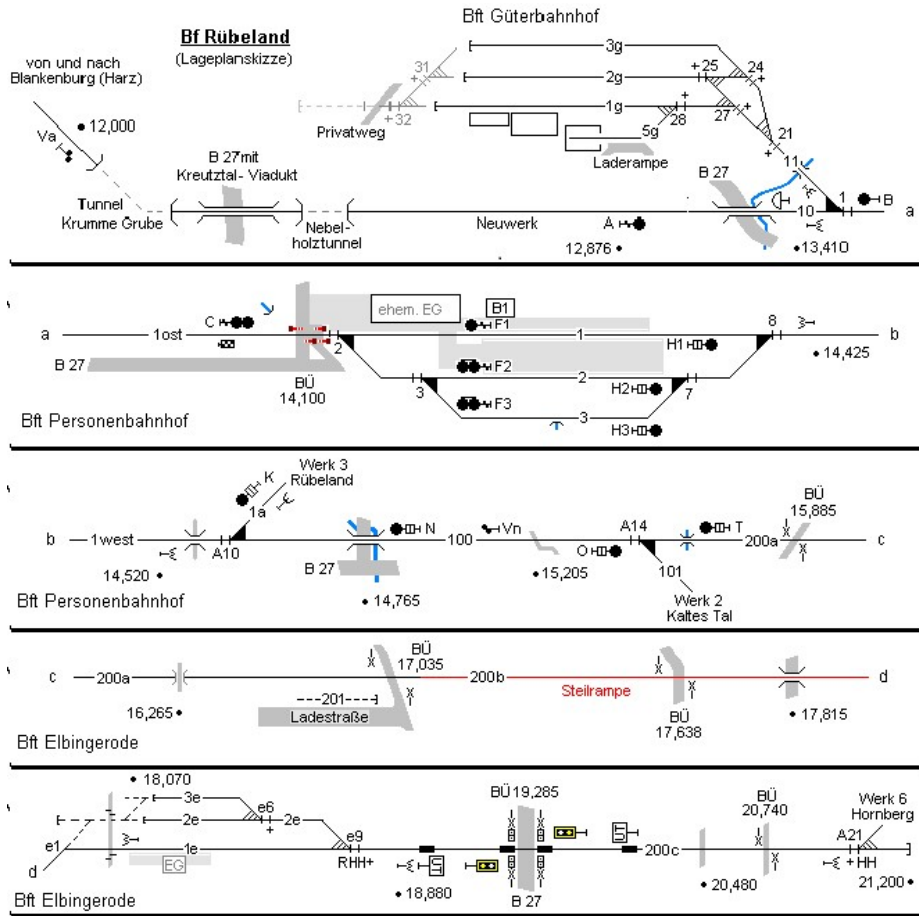 Bft Güterbahnhof
Bf Rübeland
(Lageplanskizze)
von und nach
Blankenburg (Harz)
Va
12,000
Tunnel
Krumme Grube
B 27 mit
Kreutztal- Viadukt
Nebel-
holztunnel
Privatweg
31
+32
3g
2g
1g
+25
24
27
28
5g
21
Laderampe
B 27
11
10
1
B
a
Neuwerk
A
12,876
13,410
a
1ost
C
B 27
BÜ
14,100
2
ehem. EG
B1
F1
1
H1
8
b
14,425
3
F2
2
H2
7
F3
3
H3
Bft Personenbahnhof
b
1west
14,520
A10
K
1a
Werk 3
Rübeland
B 27
14,765
N
100
Vn
15,205
O
A14
101
Werk 2
Kaltes Tal
T
200a
BÜ
15,885
c
Bft Personenbahnhof
c
200a
16,265
201
Ladestraße
BÜ
17,035
200b
Steilrampe
BÜ
17,638
17,815
d
Bft Elbingerode
18,070
3e
2e
1e
e1
d
EG
e6
+
2e
e9
RHH+
18,880
BÜ 19,285
B 27
200c
20,480
BÜ
20,740
Werk 6
Hornberg
A21
+ HH
21,200
Bft Elbingerode